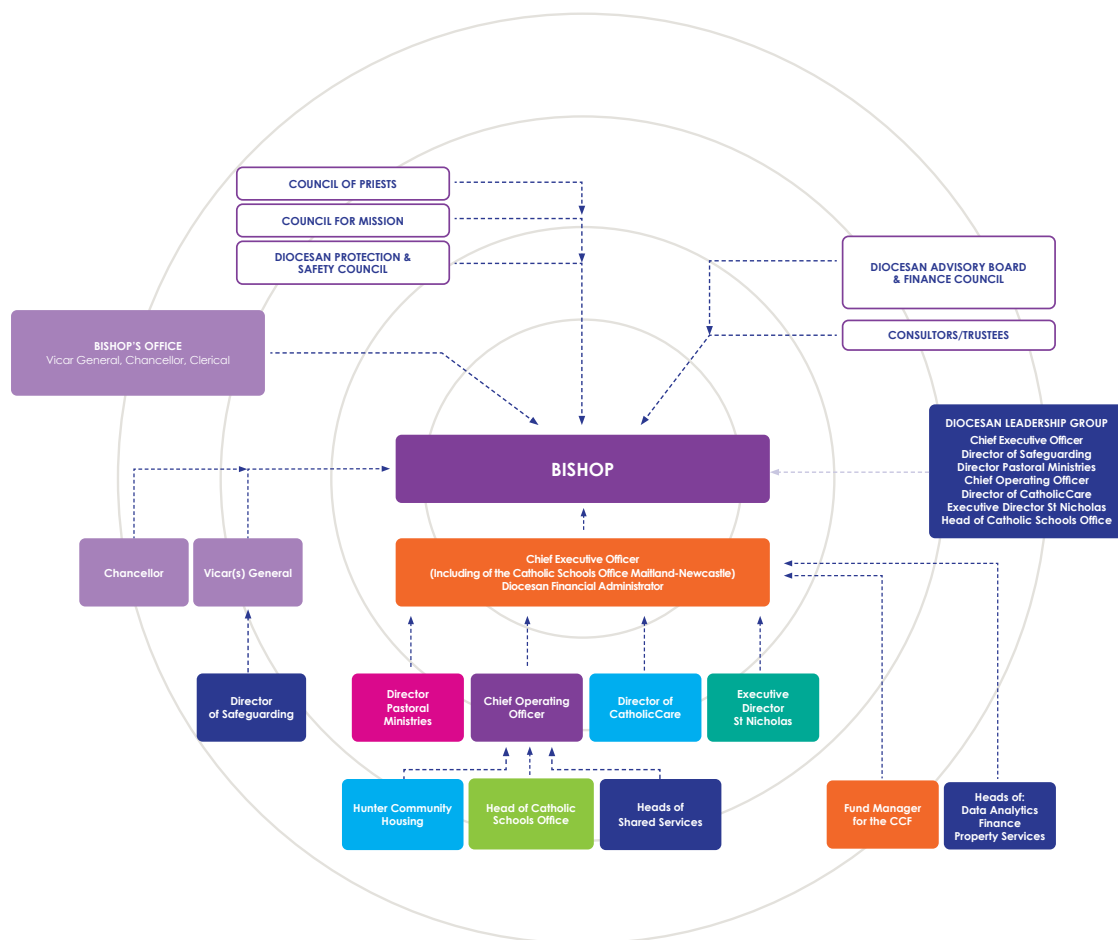 COUNCIL OF PRIESTS
COUNCIL FOR MISSION
DIOCESAN PROTECTION &
SAFETY COUNCIL
DIOCESAN ADVISORY BOARD
& FINANCE COUNCIL
CONSULTORS/TRUSTEES
BISHOP'S OFFICE
Vicar General, Chancellor, Clerical
DIOCESAN LEADERSHIP GROUP
Chief Executive Officer
Director of Safeguarding
Director Pastoral Ministries
Chief Operating Officer
Director of CatholicCare
Executive Director St Nicholas
Head of Catholic Schools Office
BISHOP
Chancellor
Vicar(s) General
Chief Executive Officer
(Including of the Catholic Schools Office Maitland-Newcastle)
Diocesan Financial Administrator
Director
of Safeguarding
Director
Pastoral
Ministries
Chief Operating
Officer
Director of
CatholicCare
Executive
Director
St Nicholas
Hunter Community
Housing
Head of Catholic
Schools Office
Heads of
Shared Services
Fund Manager
for the CCF
Heads of:
Data Analytics
Finance
Property Services